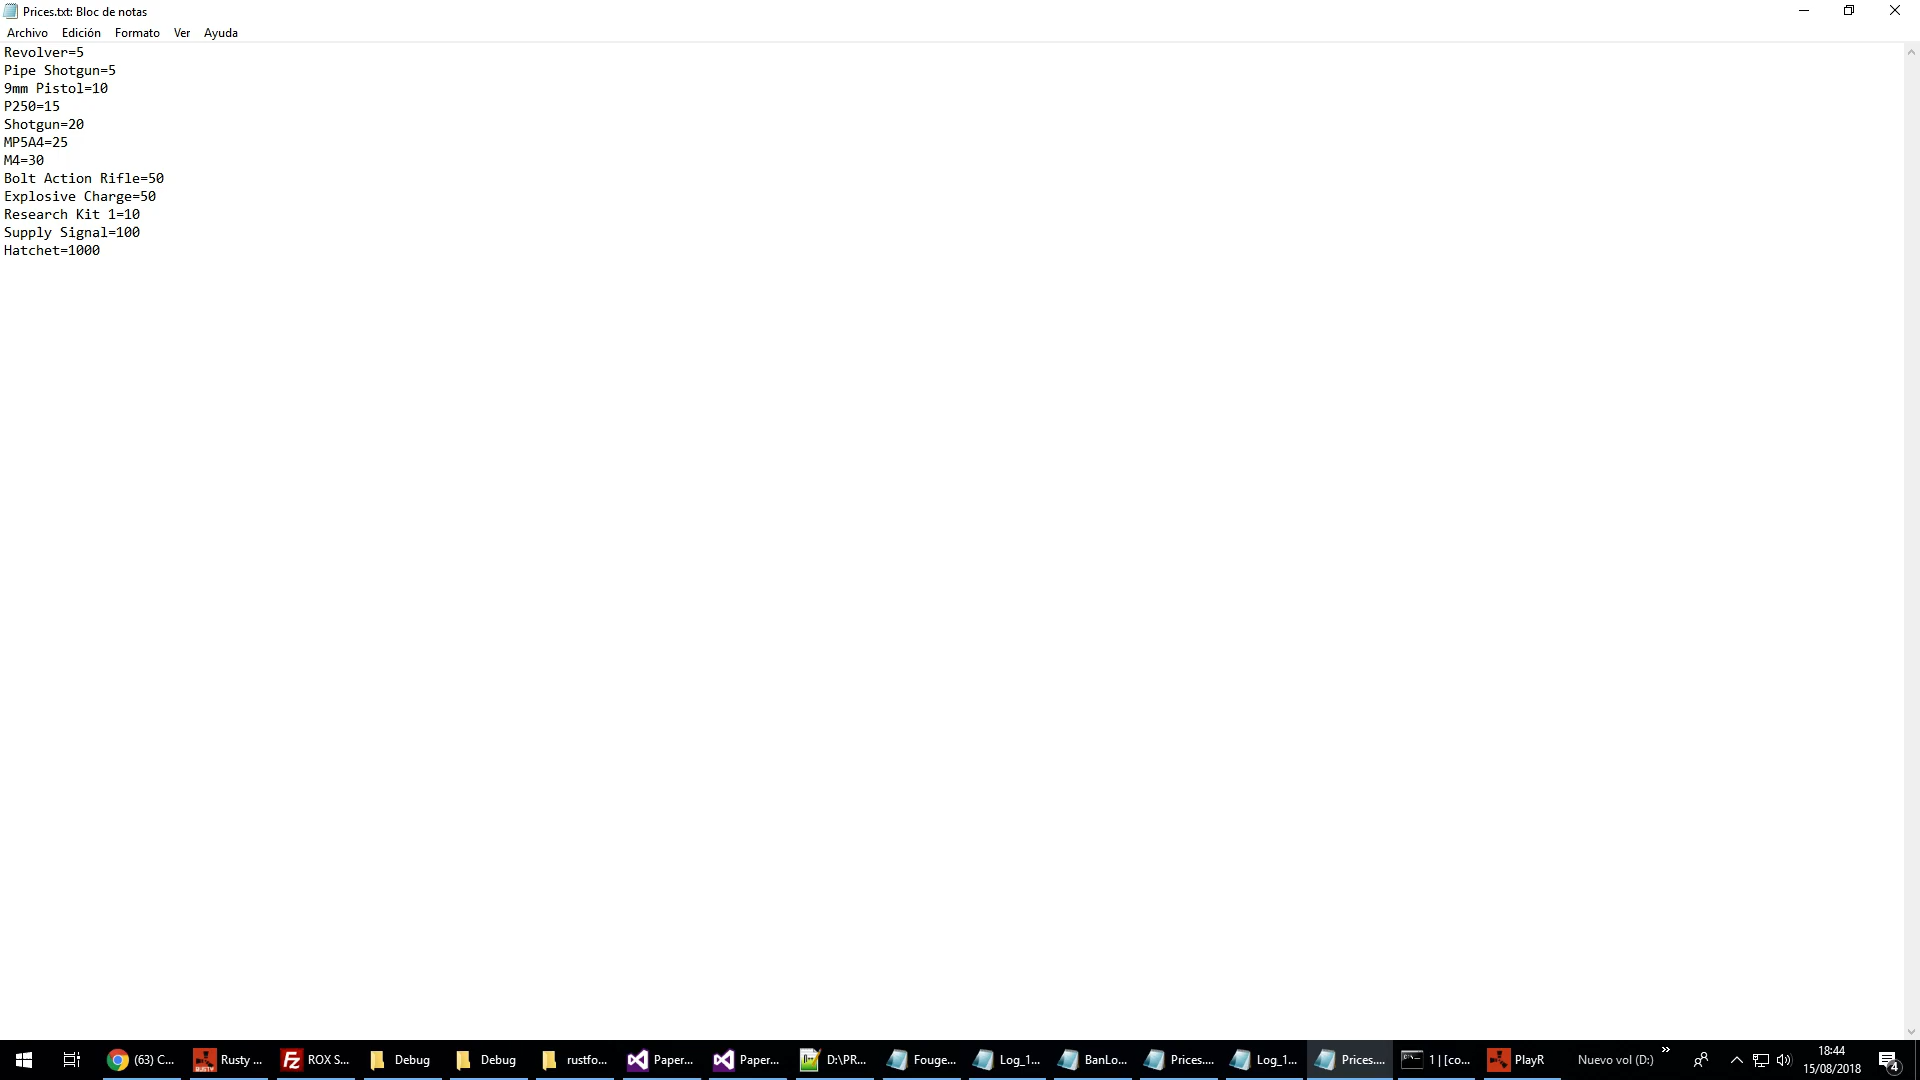 Prices.txt: Bloc de notas
Archivo Edición Formato Ver Ayuda
Revolver=5
Pipe Shotgun=5
9mm Pistol=10
P250=15
Shotgun=20
MP5A4=25
M4=30
Bolt Action Rifle=50
Explosive Charge=50
Research Kit 1=10
Supply Signal=100
Hatchet=1000
(63) C... Rusty ... ROX S... Debug Debug rustfo... Paper... Paper... D:\PR... Fouge... Log_1... BanLo... Prices.... Log_1... Prices.... 1 | [co... PlayR Nuevo vol (D:) » 18:44
15/08/2018 4